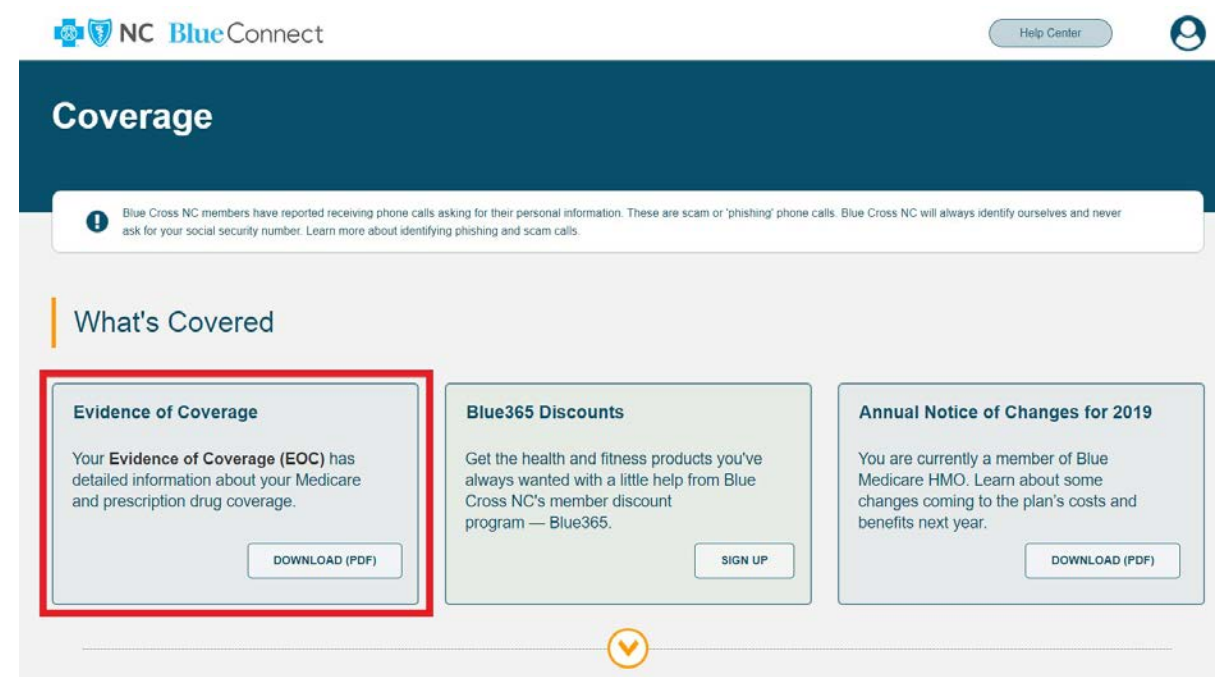 NC BlueConnect
Help Center
Coverage
Blue Cross NC members have reported receiving phone calls asking for their personal information. These are scam or 'phishing' phone calls. Blue Cross NC will always identify ourselves and never
ask for your social security number. Learn more about identifying phishing and scam calls.
What's Covered
Evidence of Coverage
Your Evidence of Coverage (EOC) has
detailed information about your Medicare
and prescription drug coverage.
DOWNLOAD (PDF)
Blue365 Discounts
Get the health and fitness products you've
always wanted with a little help from Blue
Cross NC's member discount
program — Blue365.
SIGN UP
Annual Notice of Changes for 2019
You are currently a member of Blue
Medicare HMO. Learn about some
changes coming to the plan's costs and
benefits next year.
DOWNLOAD (PDF)